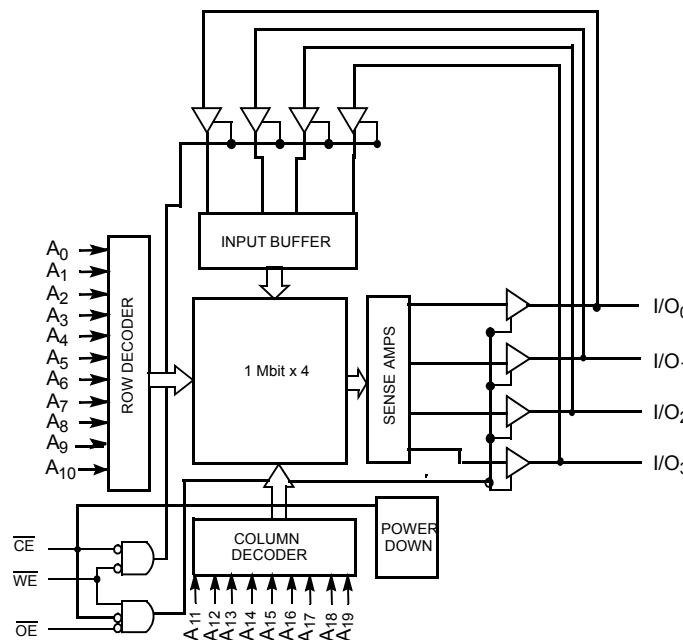 INPUT BUFFER
A0
A1
A2
A3
A4
A5
A6
A7
A8
A9
A10
ROW DECODER
1 Mbit x 4
SENSE AMPS
I/O0
I/O1
I/O2
I/O3
COLUMN
DECODER
POWER
DOWN
CE
WE
OE
A11
A12
A13
A14
A15
A16
A17
A18
A19